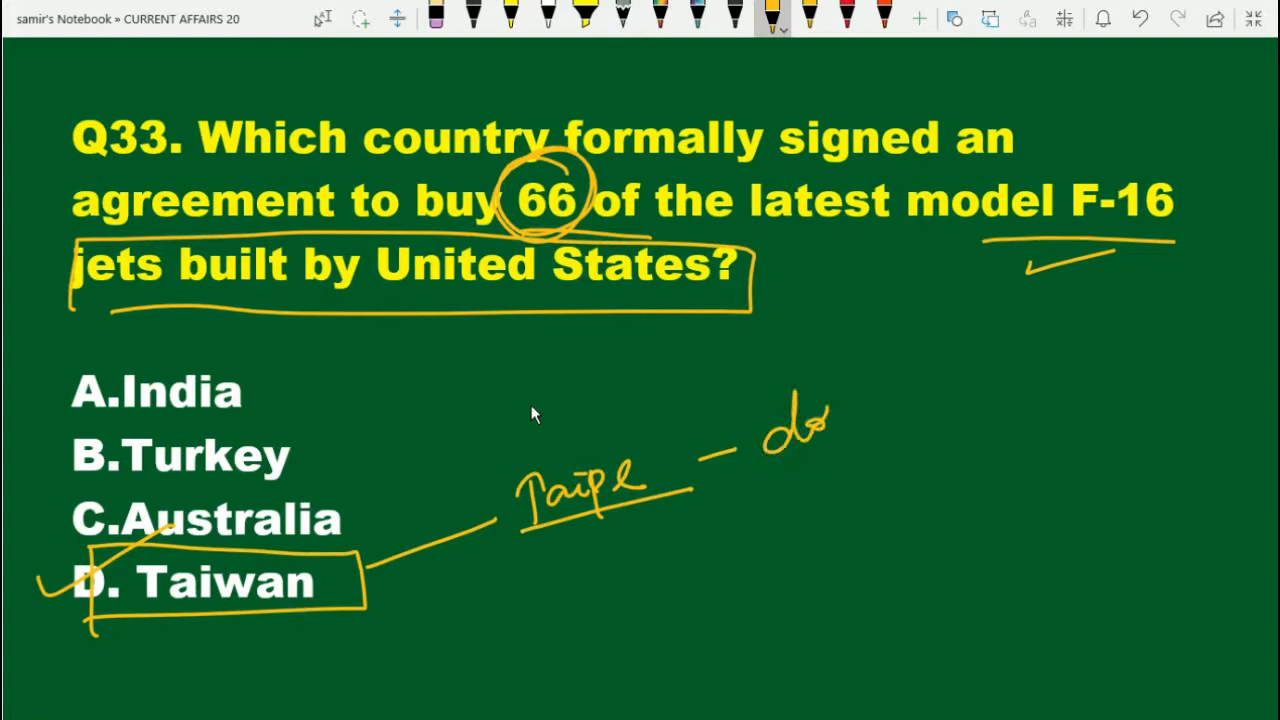 samir's Notebook » CURRENT AFFAIRS 20
Q33. Which country formally signed an
agreement to buy 66 of the latest model F-16
jets built by United States?
A.India
B.Turkey
C.Australia
D. Taiwan